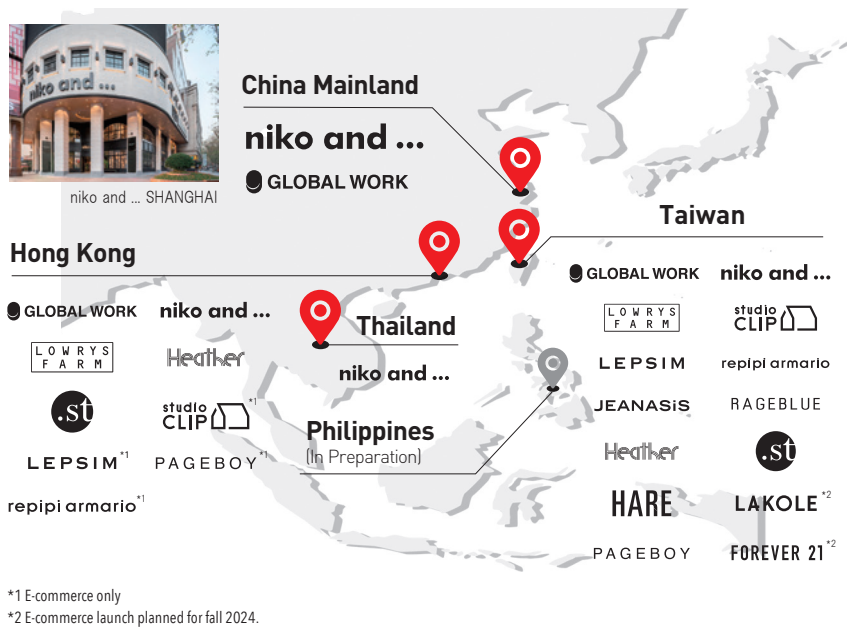 niko and ...
niko and ... SHANGHAI
China Mainland
niko and ...
GLOBAL WORK
Hong Kong
GLOBAL WORK
niko and ...
LOWRYS
FARM
Heather
.st
studio
CLIP*1
LEPSIM*1
PAGEBOY*1
repipi armario*1
Thailand
niko and ...
Philippines
(In Preparation)
Taiwan
GLOBAL WORK
niko and ...
LOWRYS
FARM
studio
CLIP
LEPSIM
repipi armario
JEANASiS
RAGEBLUE
Heather
.st
HARE
LAKOLE*2
PAGEBOY
FOREVER 21*2
*1 E-commerce only
*2 E-commerce launch planned for fall 2024.